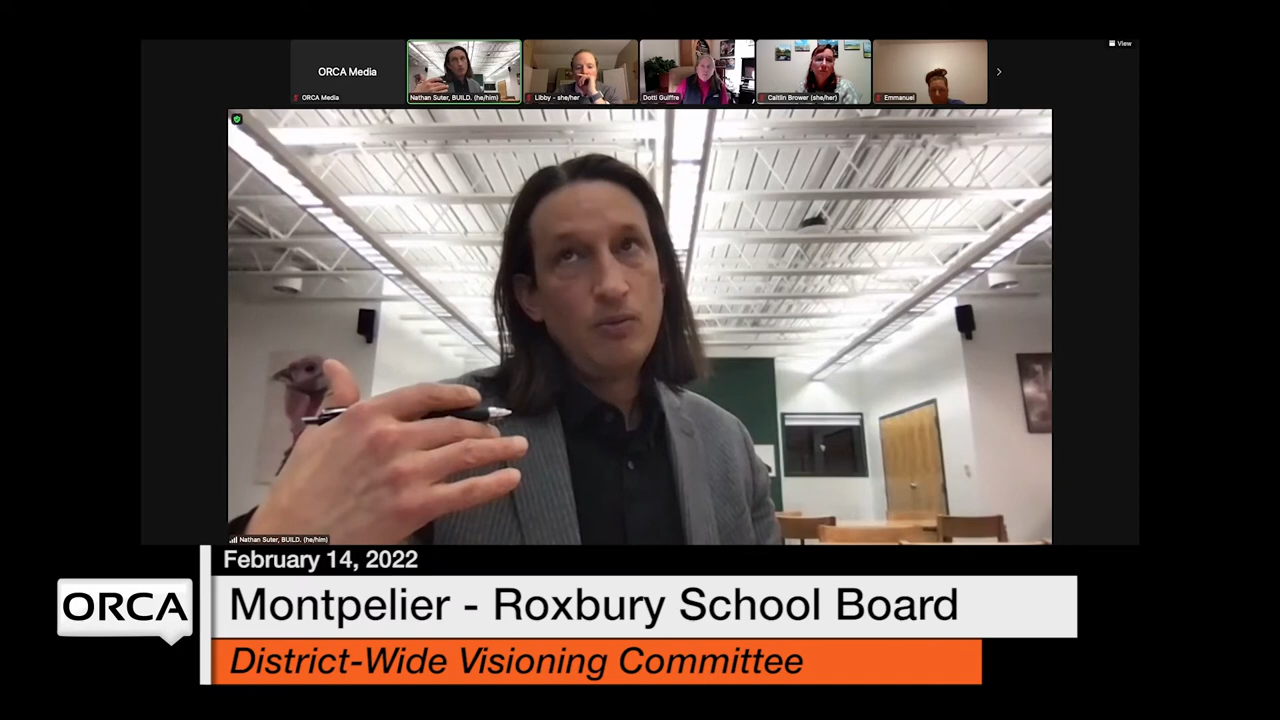 View
ORCA Media
ORCA Media
Nathan Suter, BUILD. (he/him)
Libby - she/her
Dotti Guiffre
Caitlin Brower (she/her)
Emmanuel
Nathan Suter, BUILD. (he/him)
February 14, 2022
ORCA
Montpelier - Roxbury School Board
District-Wide Visioning Committee